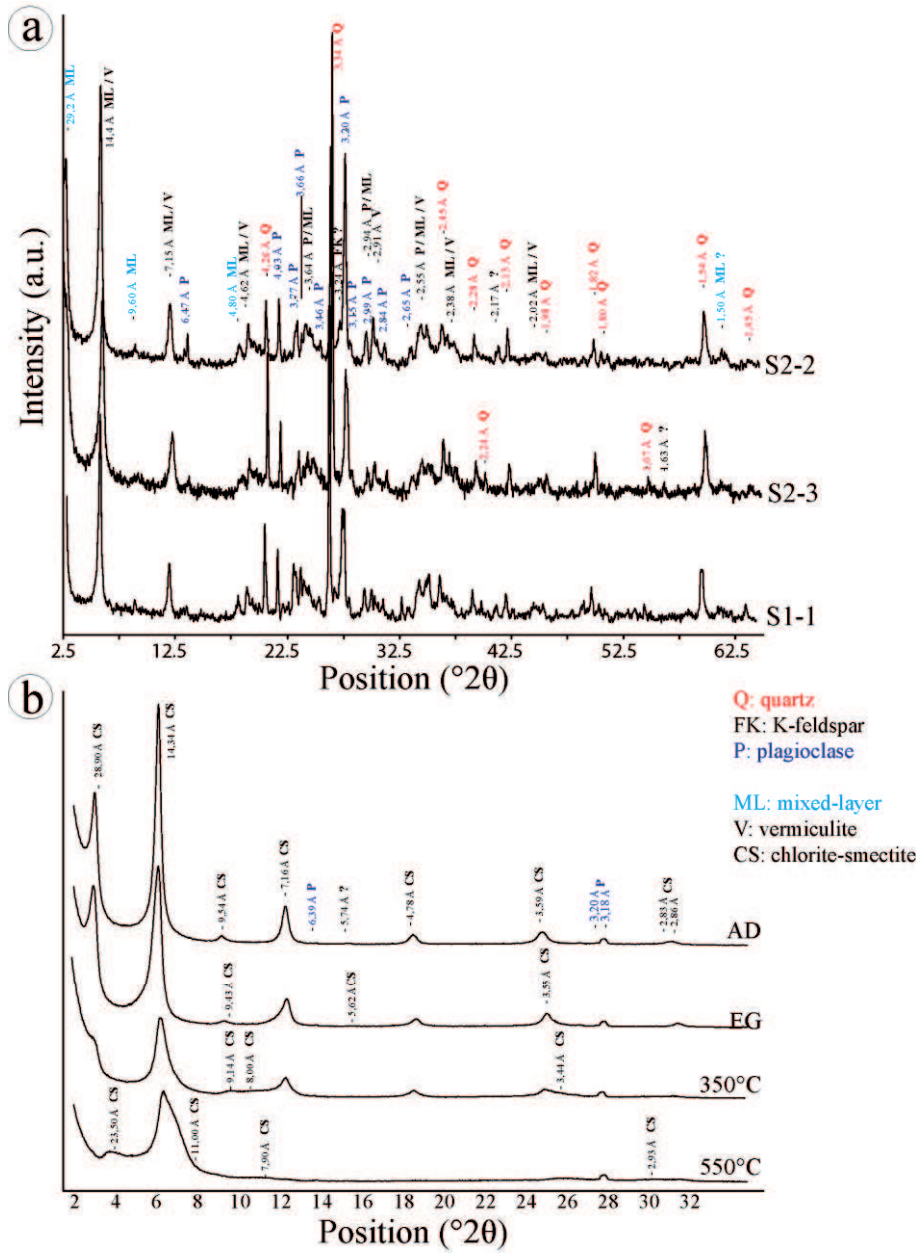 a
Intensity (a.u.)
29,2 Å ML
14,4 Å ML / V
-9,60 Å ML
-7,15 Å ML / V
6,47 Å P
-4,80 Å ML
-4,62 Å ML / V
-4,26 Å Q
4,03 Å P
3,77 Å P
3,66 Å P
-3,64 Å P/ ML
3,46 Å P
3,34 Å Q
-3,24 Å FK ?
3,20 Å P
3,15 Å P
2,99 Å P
-2,94 Å P/ ML
-2,91 Å V
2,84 Å P
-2,65 Å P
-2,55 Å P/ ML / V
-2,45 Å Q
-2,38 Å ML / V
-2,28 Å Q
-2,17 Å ?
-2,13 Å Q
-2,02 Å ML / V
-1,98 Å Q
-1,82 Å Q
-1,80 Å Q
-1,54 Å Q
-1,50 Å ML ?
-1,45 Å Q
S2-2
-2,24 Å Q
Å Q
1,63 Å ?
S2-3
S1-1
2.5 12.5 22.5 32.5 42.5 52.5 62.5
Position (°2θ)
b
Q: quartz
FK: K-feldspar
P: plagioclase
ML: mixed-layer
V: vermiculite
CS: chlorite-smectite
- 28,90 Å CS
14,34 Å CS
- 9,54 Å CS
- 7,16 Å CS
-6,39 Å P
-5,74 Å ?
-4,78 Å CS
-3,59 Å CS
- 3,20 Å P
- 3,18 Å P
-2,83 Å CS
-2,86 Å
AD
- 9,43 Å CS
-5,62 Å CS
- 3,55 Å CS
EG
-9,14 Å CS
- 8,00 Å CS
-3,44 Å CS
350°C
-23,50 Å CS
-11,00 Å CS
7,90 Å CS
-2,93 Å CS
550°C
2 4 6 8 10 12 14 16 18 20 22 24 26 28 30 32
Position (°2θ)